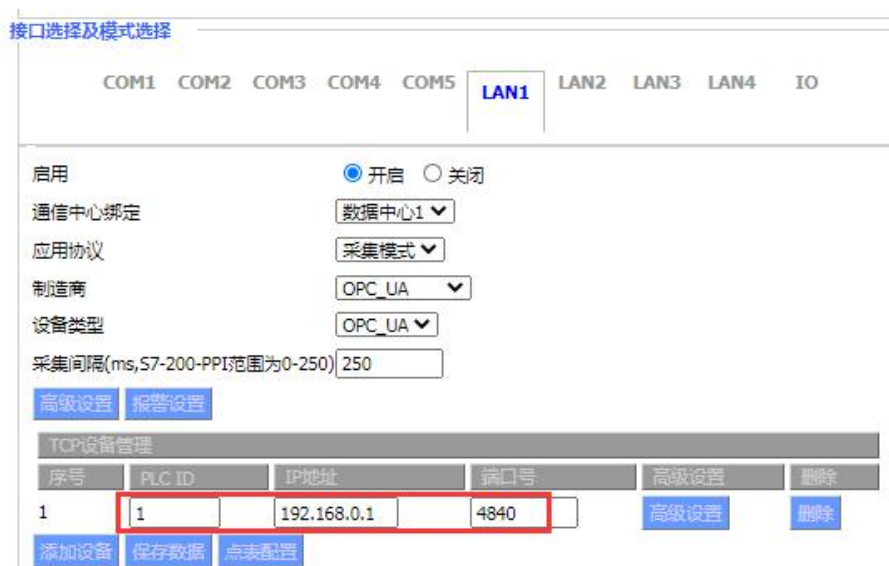 接口选择及模式选择
COM1 COM2 COM3 COM4 COM5 LAN1 LAN2 LAN3 LAN4 IO
启用 开启 关闭
通信中心绑定 数据中心1
应用协议 采集模式
制造商 OPC_UA
设备类型 OPC_UA
采集间隔(ms,S7-200-PPI范围为0-250) 250
高级设置 报警设置
TCP设备管理
序号 PLC ID IP地址 端口号 高级设置 删除
1 1 192.168.0.1 4840 高级设置 删除
添加设备 保存数据 点表配置